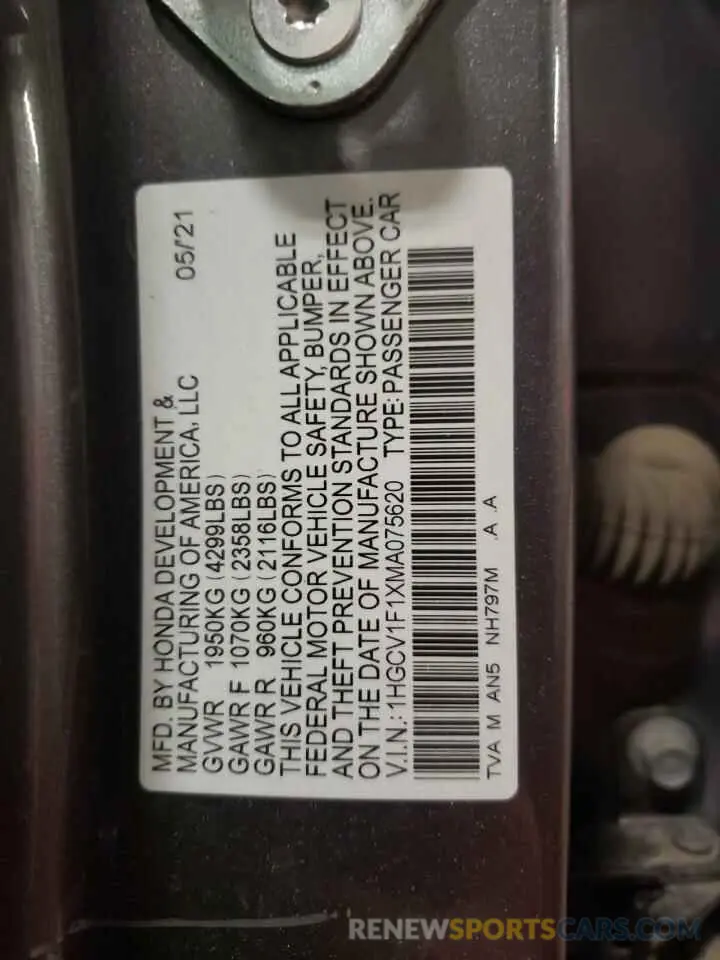 MFD. BY HONDA DEVELOPMENT &
MANUFACTURING OF AMERICA, LLC 05/'21
GVWR 1950KG (4299LBS)
GAWR F 1070KG (2358LBS)
GAWR R 960KG (2116LBS)
THIS VEHICLE CONFORMS TO ALL APPLICABLE
FEDERAL MOTOR VEHICLE SAFETY, BUMPER,
AND THEFT PREVENTION STANDARDS IN EFFECT
ON THE DATE OF MANUFACTURE SHOWN ABOVE.
V.I.N.: 1HGCV1F1XMA075620 TYPE: PASSENGER CAR
TVA M AN5 NH797M .A .A
RENEWSPORTSCARS.COM